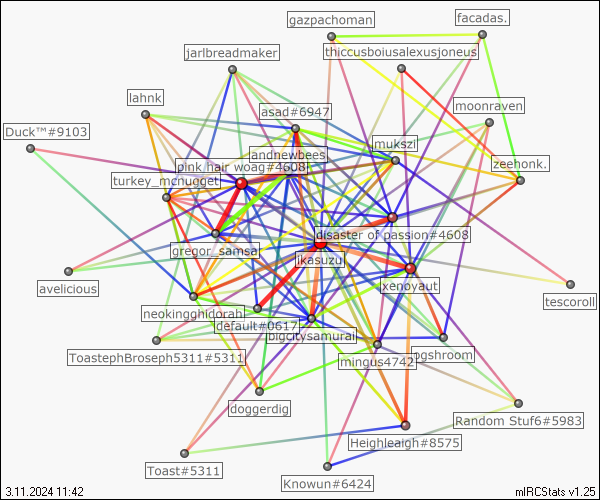 gazpachoman
facadas.
jarlbreadmaker
thiccusboiusalexusjoneus
lahnk
asad#6947
moonraven
Duck™#9103
mukszi
andnewbees
pink hair woag#4608
zeehonk.
turkey_mcnugget
disaster of passion#4608
gregor_samsa
ikasuzu
avelicious
xenoyaut
tescoroll
neokingghidorah
default#0617
bigcitysamurai
ToastephBroseph5311#5311
mingus4742
pgshroom
doggerdig
Random Stuf6#5983
Heighleaigh#8575
Toast#5311
Knowun#6424
3.11.2024 11:42
mIRCStats v1.25